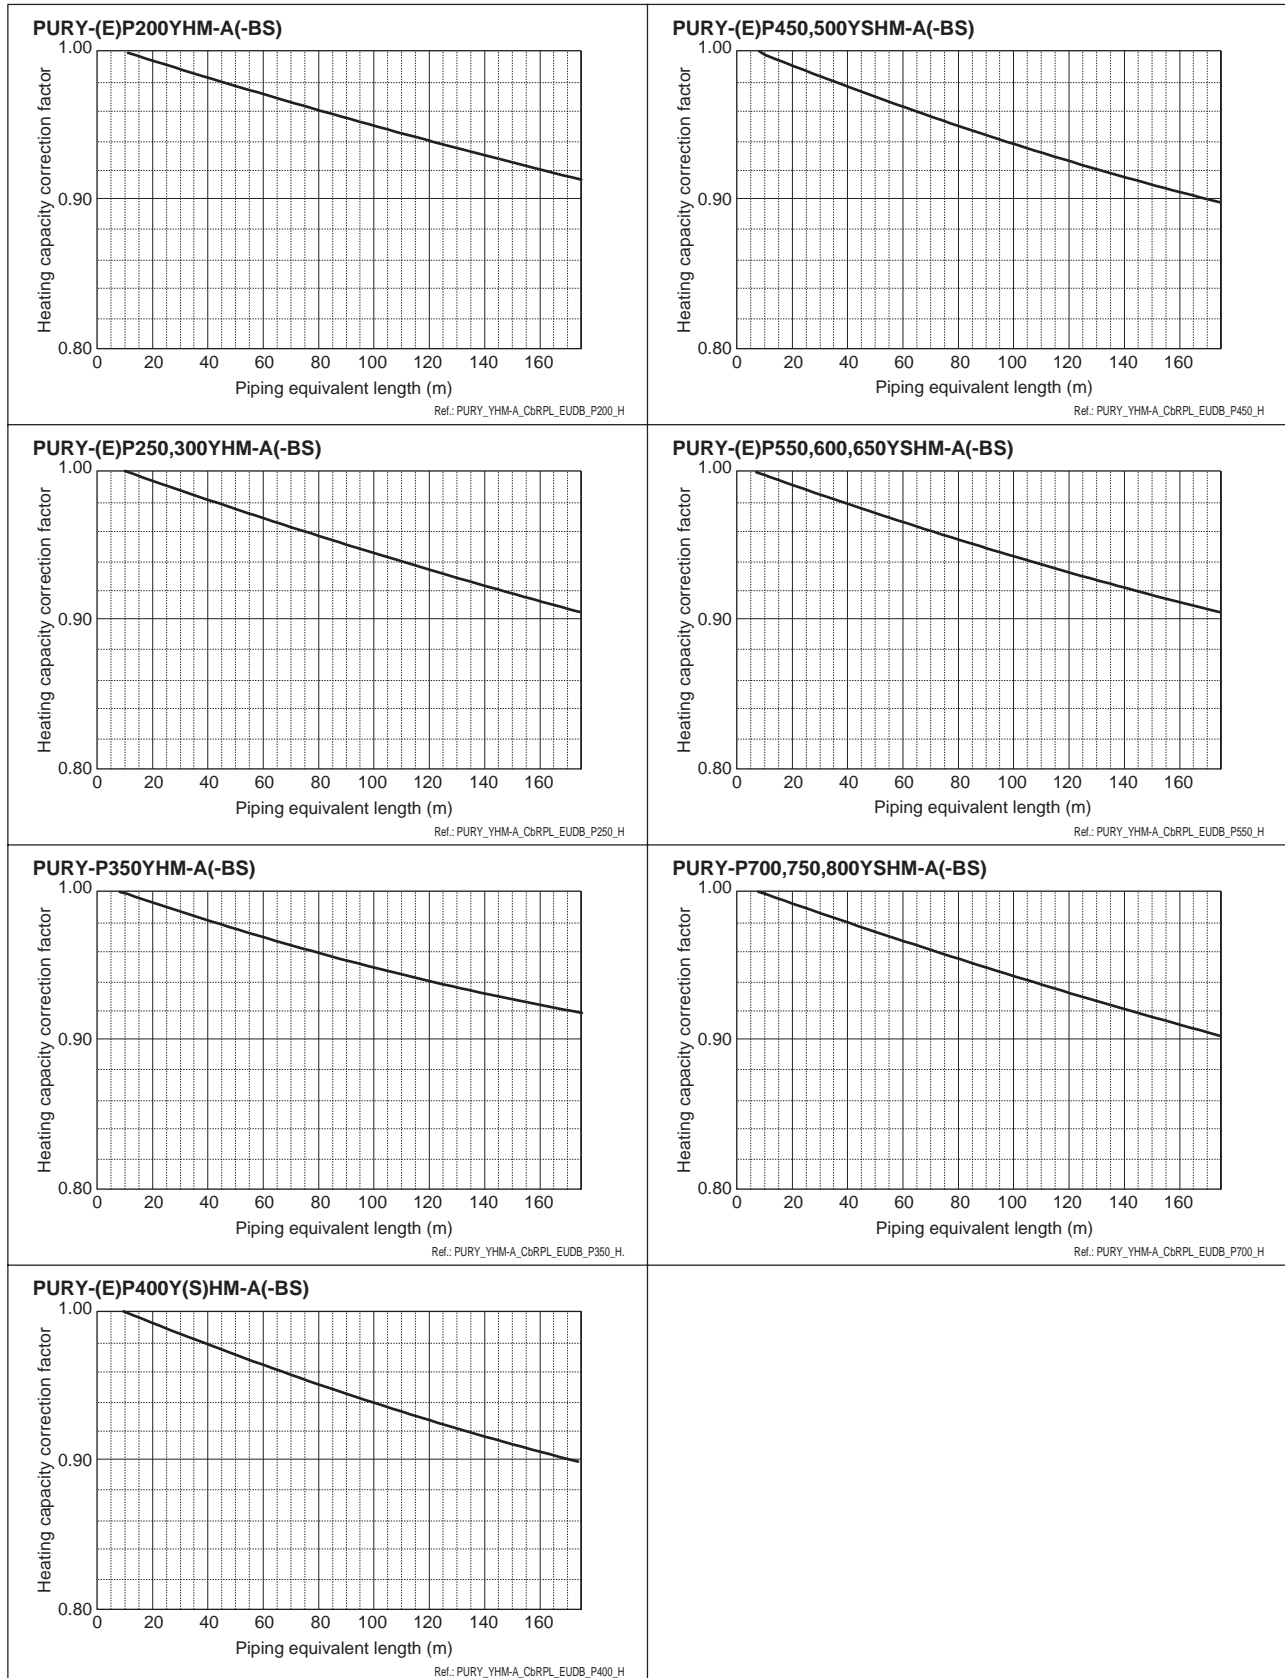 PURY-(E)P200YHM-A(-BS)
Heating capacity correction factor
1.00
0.90
0.80
0 20 40 60 80 100 120 140 160
Piping equivalent length (m)
Ref.: PURY_YHM-A_CbRPL_EUDB_P200_H
PURY-(E)P450,500YSHM-A(-BS)
Heating capacity correction factor
1.00
0.90
0.80
0 20 40 60 80 100 120 140 160
Piping equivalent length (m)
Ref.: PURY_YHM-A_CbRPL_EUDB_P450_H
PURY-(E)P250,300YHM-A(-BS)
Heating capacity correction factor
1.00
0.90
0.80
0 20 40 60 80 100 120 140 160
Piping equivalent length (m)
Ref.: PURY_YHM-A_CbRPL_EUDB_P250_H
PURY-(E)P550,600,650YSHM-A(-BS)
Heating capacity correction factor
1.00
0.90
0.80
0 20 40 60 80 100 120 140 160
Piping equivalent length (m)
Ref.: PURY_YHM-A_CbRPL_EUDB_P550_H
PURY-P350YHM-A(-BS)
Heating capacity correction factor
1.00
0.90
0.80
0 20 40 60 80 100 120 140 160
Piping equivalent length (m)
Ref.: PURY_YHM-A_CbRPL_EUDB_P350_H.
PURY-P700,750,800YSHM-A(-BS)
Heating capacity correction factor
1.00
0.90
0.80
0 20 40 60 80 100 120 140 160
Piping equivalent length (m)
Ref.: PURY_YHM-A_CbRPL_EUDB_P700_H
PURY-(E)P400Y(S)HM-A(-BS)
Heating capacity correction factor
1.00
0.90
0.80
0 20 40 60 80 100 120 140 160
Piping equivalent length (m)
Ref.: PURY_YHM-A_CbRPL_EUDB_P400_H